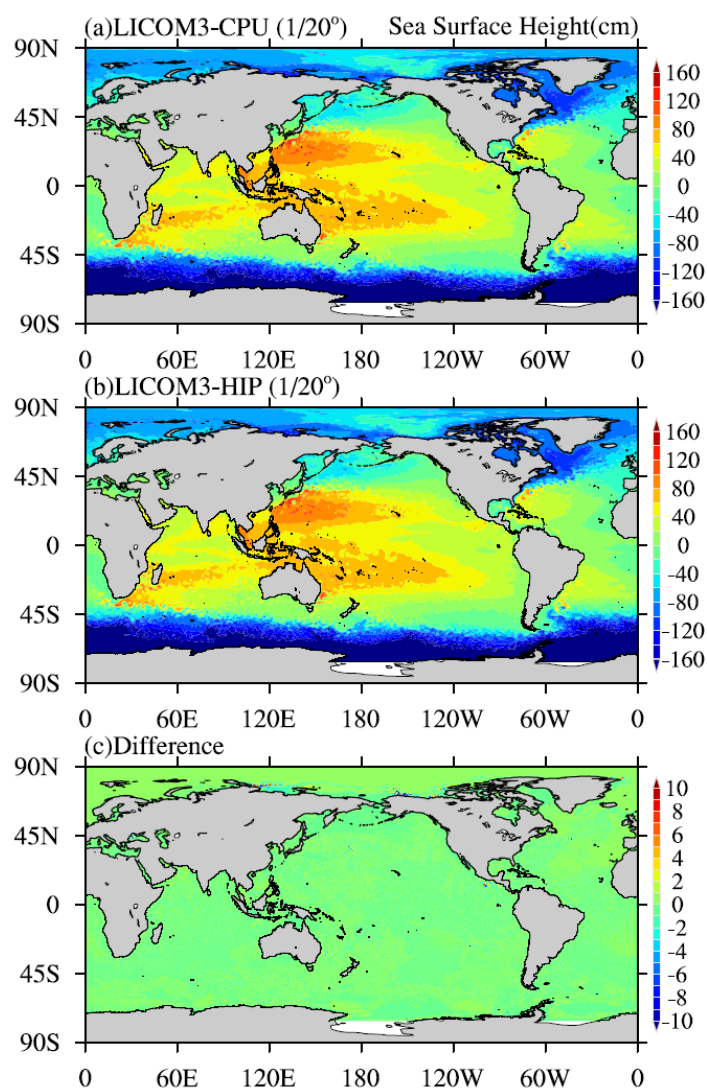 (a)LICOM3-CPU (1/20°) Sea Surface Height(cm)
90N
45N
0
45S
90S
0 60E 120E 180 120W 60W 0
160
120
80
40
0
-40
-80
-120
-160
(b)LICOM3-HIP (1/20°)
90N
45N
0
45S
90S
0 60E 120E 180 120W 60W 0
160
120
80
40
0
-40
-80
-120
-160
(c)Difference
90N
45N
0
45S
90S
0 60E 120E 180 120W 60W 0
10
8
6
4
2
0
-2
-4
-6
-8
-10